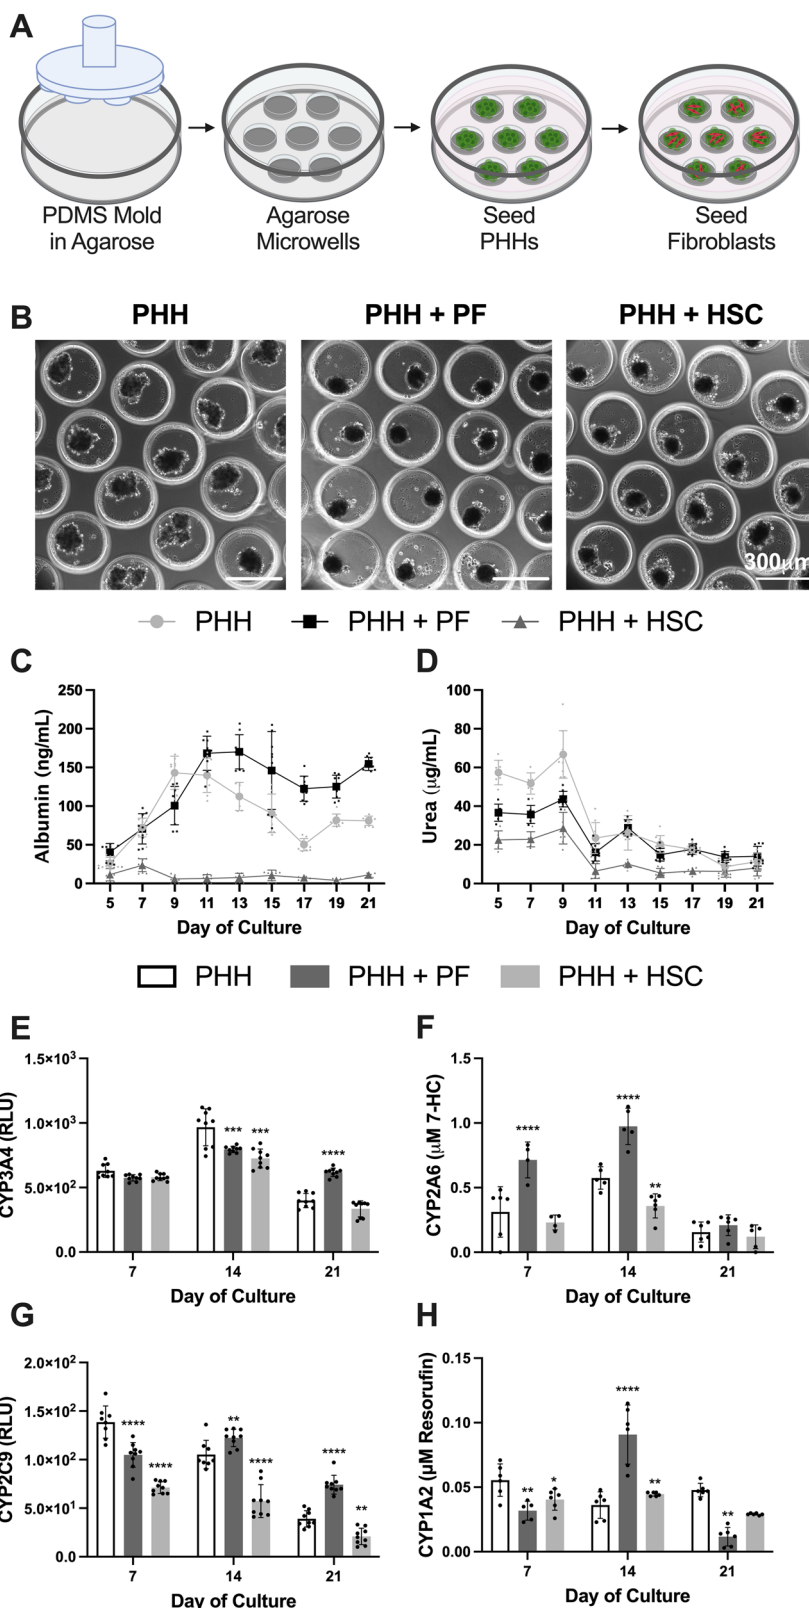 A
PDMS Mold
in Agarose
Agarose
Microwells
Seed
PHHs
Seed
Fibroblasts
B
PHH
PHH + PF
PHH + HSC
300μm
PHH
PHH + PF
PHH + HSC
C
Albumin (ng/mL)
250
200
150
100
50
0
5 7 9 11 13 15 17 19 21
Day of Culture
D
Urea (μg/mL)
100
80
60
40
20
0
5 7 9 11 13 15 17 19 21
Day of Culture
PHH
PHH + PF
PHH + HSC
E
CYP3A4 (RLU)
1.5×10³
1.0×10³
5.0×10²
0.0
*** *** ****
7 14 21
Day of Culture
F
CYP2A6 (μM 7-HC)
1.5
1.0
0.5
0.0
**** **** **
7 14 21
Day of Culture
G
CYP2C9 (RLU)
2.0×10²
1.5×10²
1.0×10²
5.0×10¹
0.0
**** **** ** **** **** **
7 14 21
Day of Culture
H
CYP1A2 (μM Resorufin)
0.15
0.10
0.05
0.00
** * **** ** **
7 14 21
Day of Culture